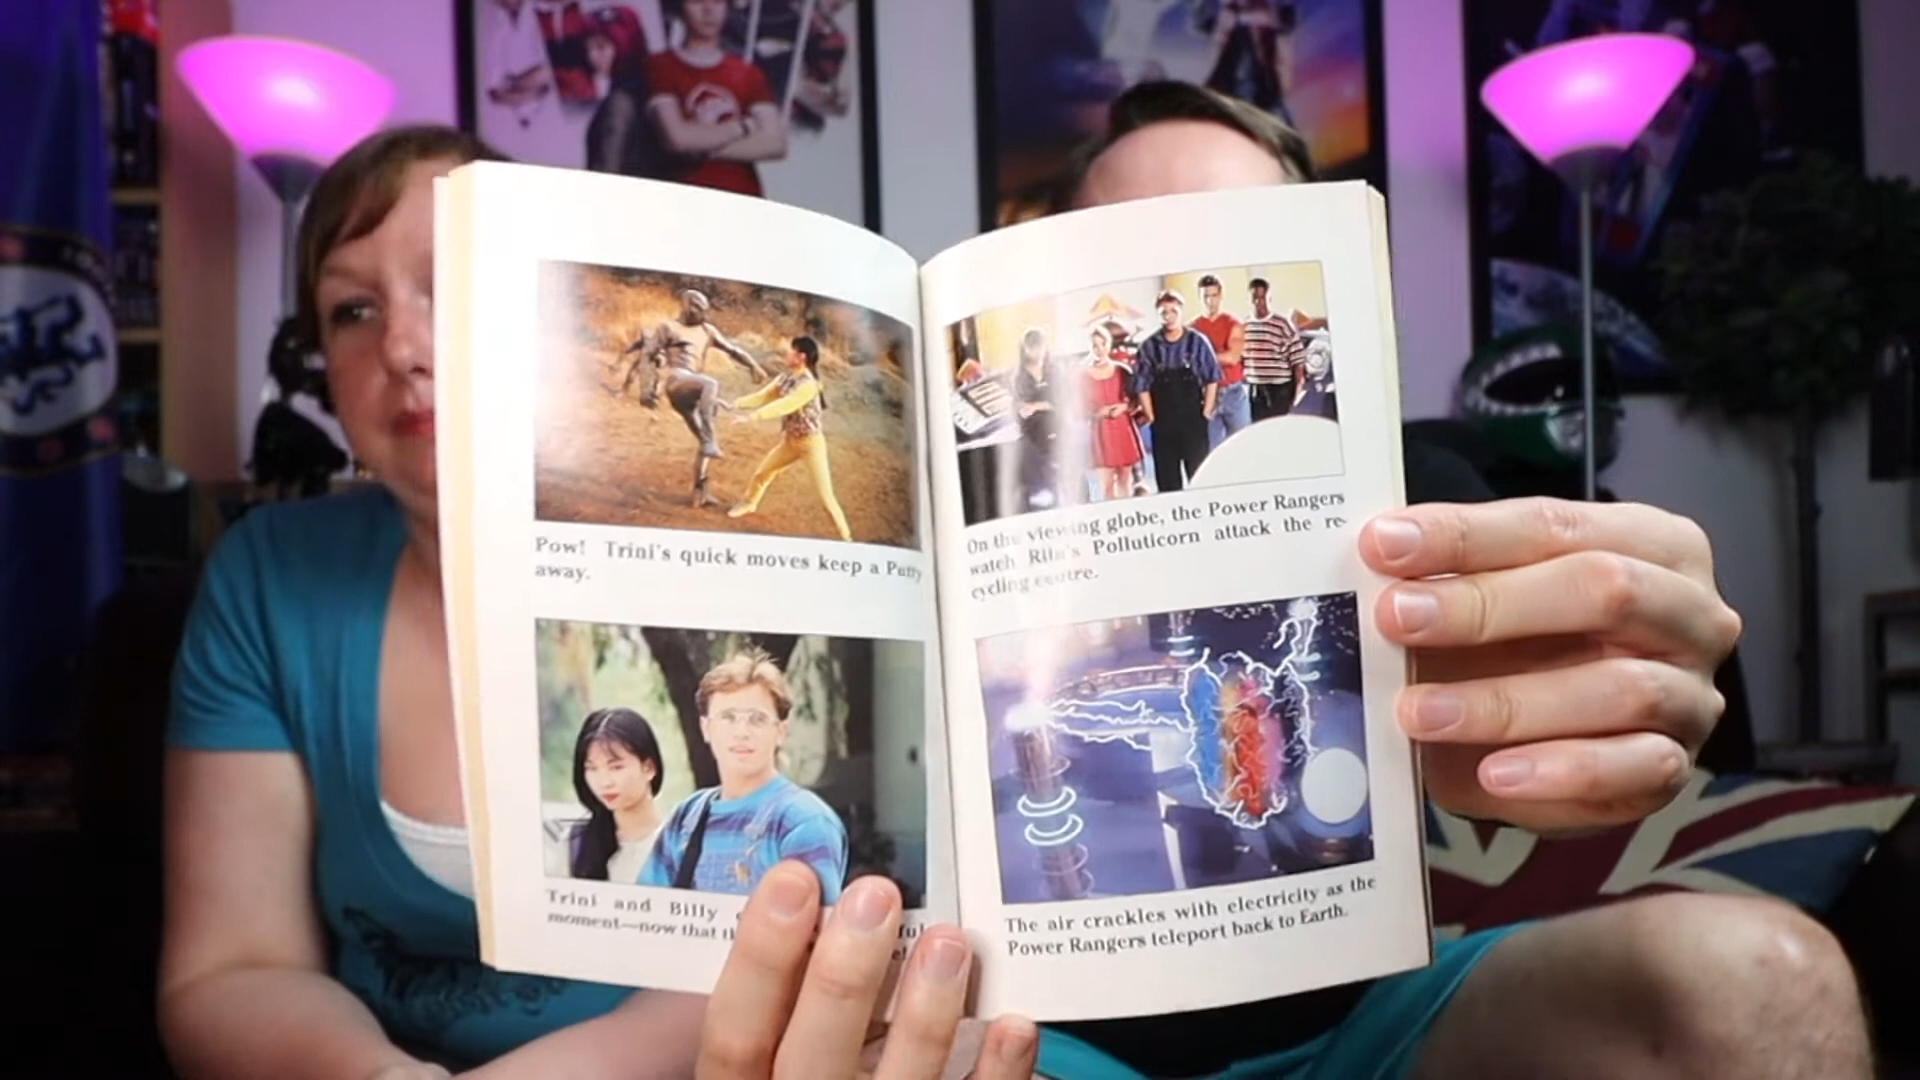 Pow! Trini's quick moves keep a Putty
away.
Trini and Billy
moment—now that
On the viewing globe, the Power Rangers
watch Rita's Polluticorn attack the re-
cycling centre.
The air crackles with electricity as the
Power Rangers teleport back to Earth.